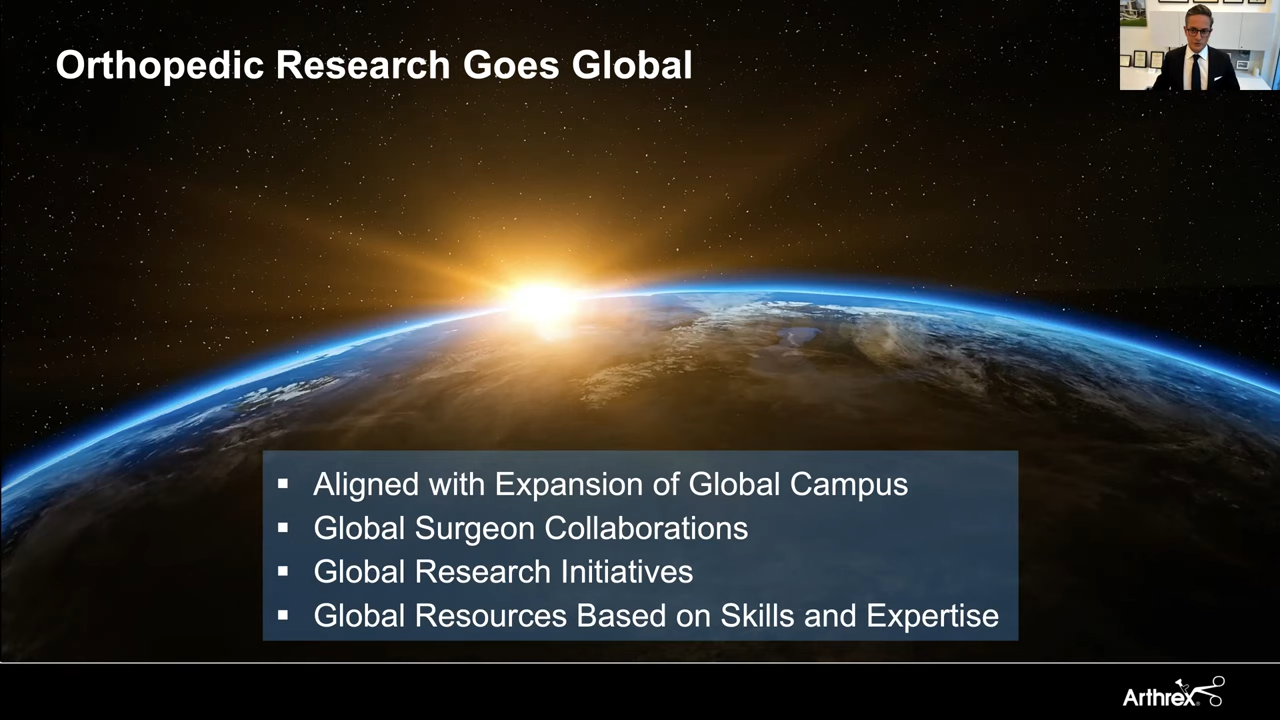 Orthopedic Research Goes Global
▪ Aligned with Expansion of Global Campus
▪ Global Surgeon Collaborations
▪ Global Research Initiatives
▪ Global Resources Based on Skills and Expertise
Arthrex®